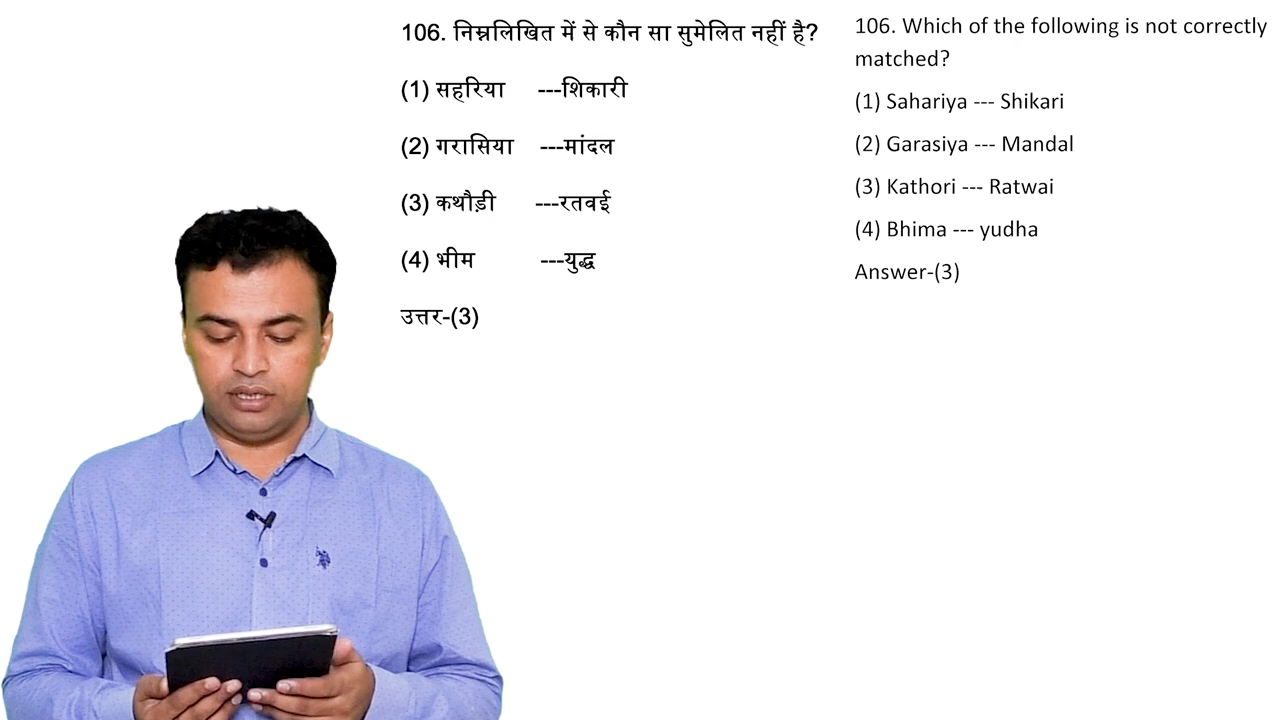 106. निम्नलिखित में से कौन सा सुमेलित नहीं है?
(1) सहरिया ---शिकारी
(2) गरासिया ---मांदल
(3) कथौड़ी ---रतवई
(4) भीम ---युद्ध
उत्तर-(3)
106. Which of the following is not correctly
matched?
(1) Sahariya --- Shikari
(2) Garasiya --- Mandal
(3) Kathori --- Ratwai
(4) Bhima --- yudha
Answer-(3)